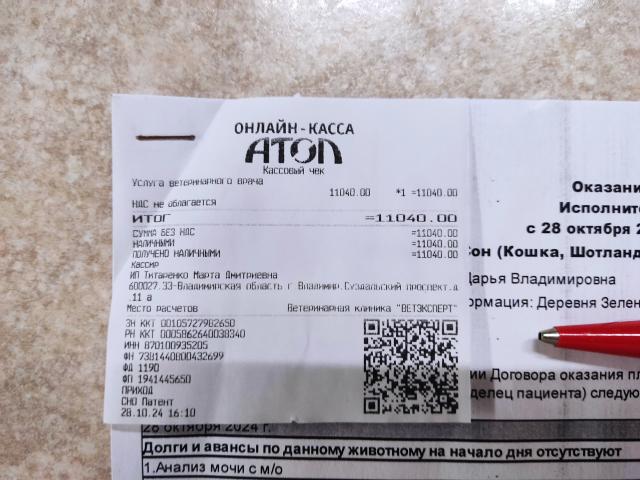 ОНЛАЙН-КАССА
АТОЛ
Кассовый чек
Услуга ветеринарного врача
11040.00 *1 =11040.00
НДС не облагается
ИТОГ =11040.00
СУММА БЕЗ НДС =11040.00
НАЛИЧНЫМИ =11040.00
ПОЛУЧЕНО НАЛИЧНЫМИ =11040.00
Кассир
ИП Титаренко Марта Дмитриевна
600027.33-Владимирская область г Владимир.Суздальский проспект.д
.11 а
Место расчетов Ветеринарная клиника "ВЕТЭКСПЕРТ"
ЗН ККТ 00105727982650
РН ККТ 0005862640038340
ИНН 870100935205
ФН 7381440800432699
ФД 1190
ФП 1941445650
ПРИХОД
СНО Патент
28.10.24 16:10
Оказани
Исполнит
с 28 октября 2
Сон (Кошка, Шотланд
Дарья Владимировна
ормация: Деревня Зелен
ии Договора оказания пл
делец пациента) следую
28 октября 2024 г.
Долги и авансы по данному животному на начало дня отсутствуют
1.Анализ мочи с м/о